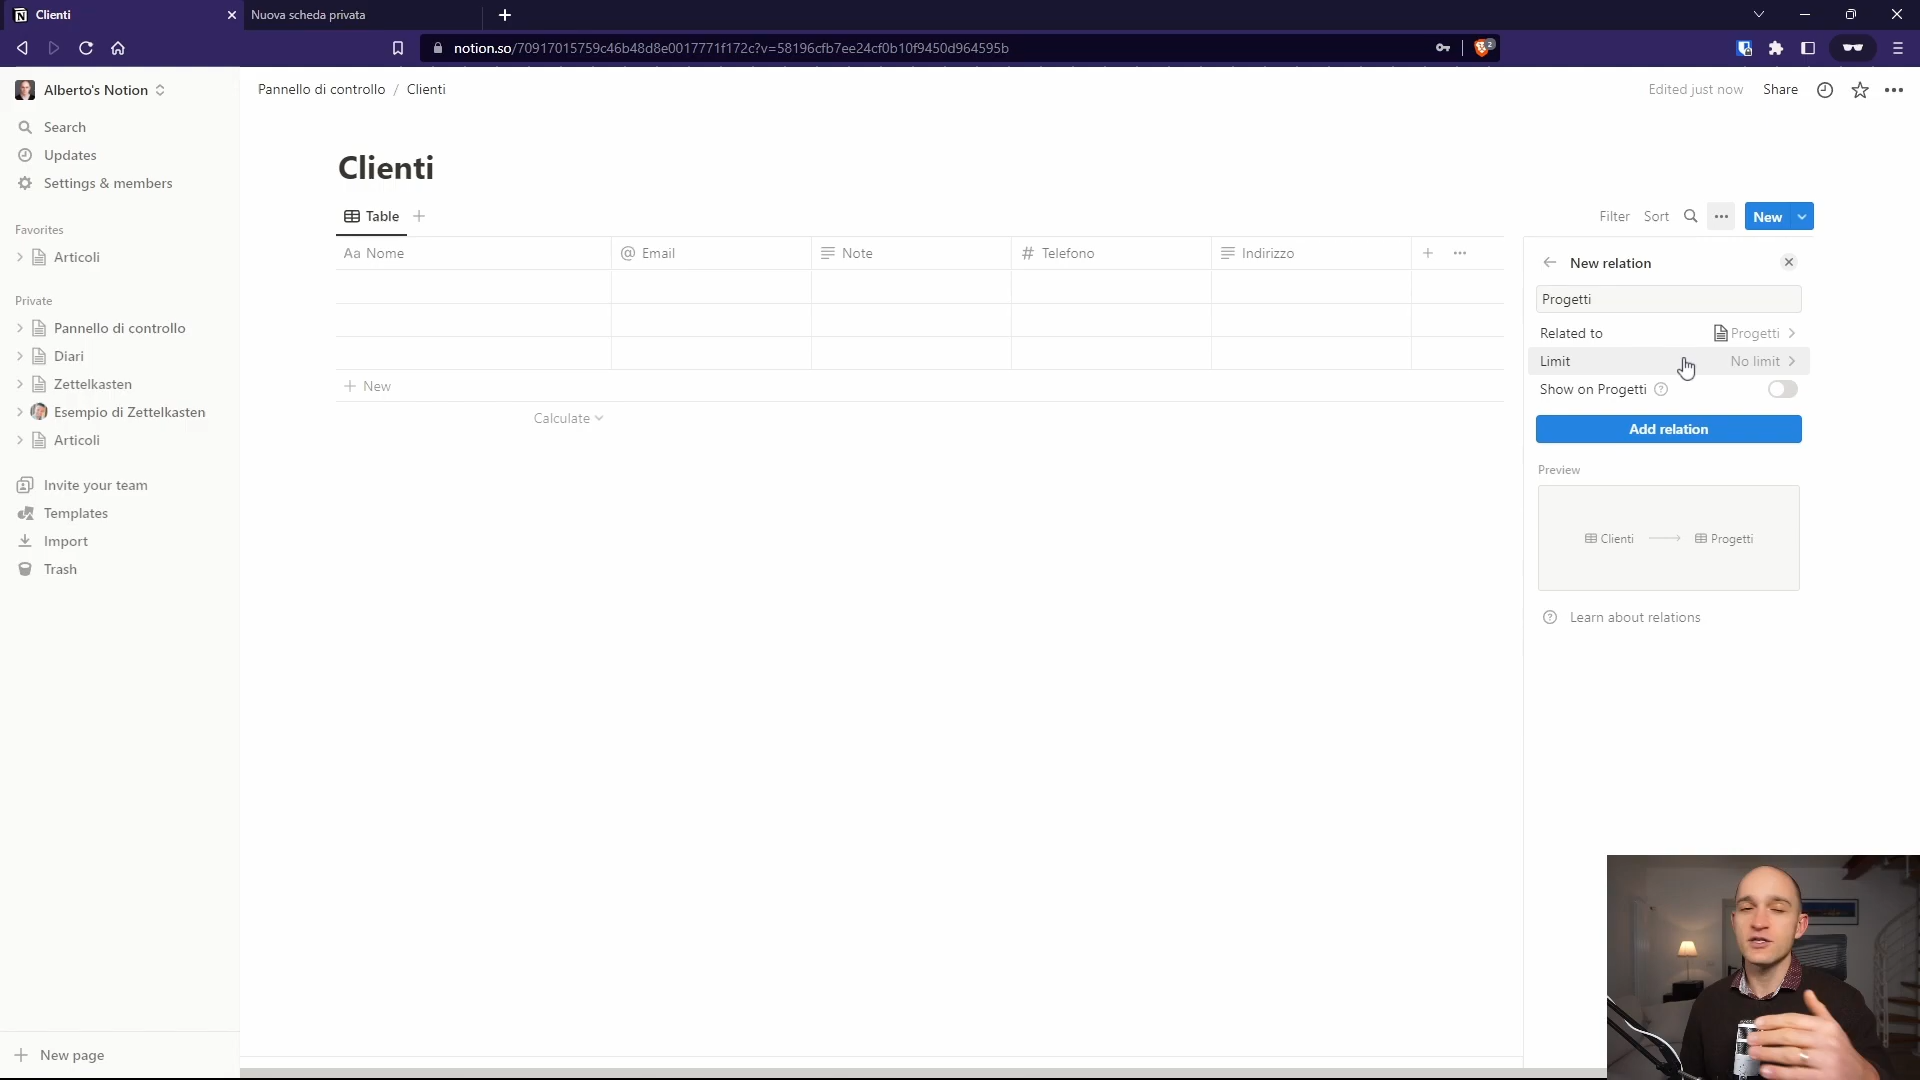 Clienti
Nuova scheda privata
notion.so/70917015759c46b48d8e0017771f172c?v=58196cfb7ee24cf0b10f9450d964595b
2
Alberto's Notion
Search
Updates
Settings & members
Favorites
Articoli
Private
Pannello di controllo
Diari
Zettelkasten
Esempio di Zettelkasten
Articoli
Invite your team
Templates
Import
Trash
New page
Pannello di controllo / Clienti
Edited just now
Share
Clienti
Table
Filter
Sort
New
Aa Nome
@ Email
Note
# Telefono
Indirizzo
+ New
Calculate
New relation
Progetti
Related to
Progetti
Limit
No limit
Show on Progetti
Add relation
Preview
Clienti
Progetti
Learn about relations